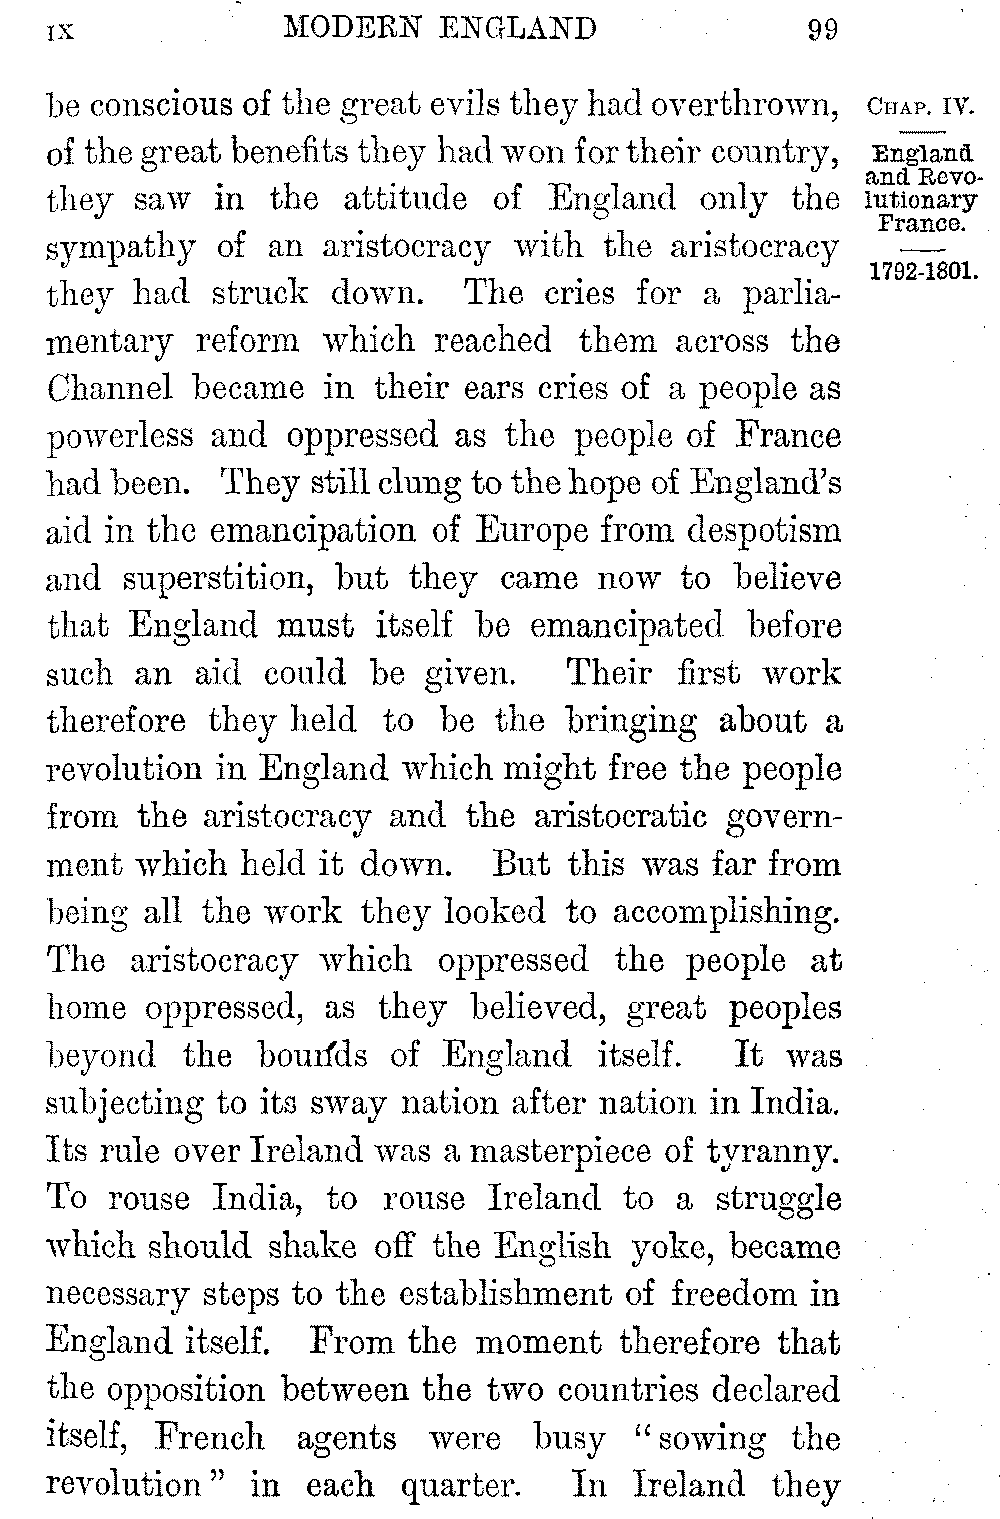 IX MODERN ENGLAND 99
be conscious of the great evils they had overthrown,
of the great benefits they had won for their country,
they saw in the attitude of England only the
sympathy of an aristocracy with the aristocracy
they had struck down. The cries for a parlia-
mentary reform which reached them across the
Channel became in their ears cries of a people as
powerless and oppressed as the people of France
had been. They still clung to the hope of England's
aid in the emancipation of Europe from despotism
and superstition, but they came now to believe
that England must itself be emancipated before
such an aid could be given. Their first work
therefore they held to be the bringing about a
revolution in England which might free the people
from the aristocracy and the aristocratic govern-
ment which held it down. But this was far from
being all the work they looked to accomplishing.
The aristocracy which oppressed the people at
home oppressed, as they believed, great peoples
beyond the bounds of England itself. It was
subjecting to its sway nation after nation in India.
Its rule over Ireland was a masterpiece of tyranny.
To rouse India, to rouse Ireland to a struggle
which should shake off the English yoke, became
necessary steps to the establishment of freedom in
England itself. From the moment therefore that
the opposition between the two countries declared
itself, French agents were busy "sowing the
revolution" in each quarter. In Ireland they
CHAP. IV.
England
and Revo-
lutionary
France.
1792-1801.